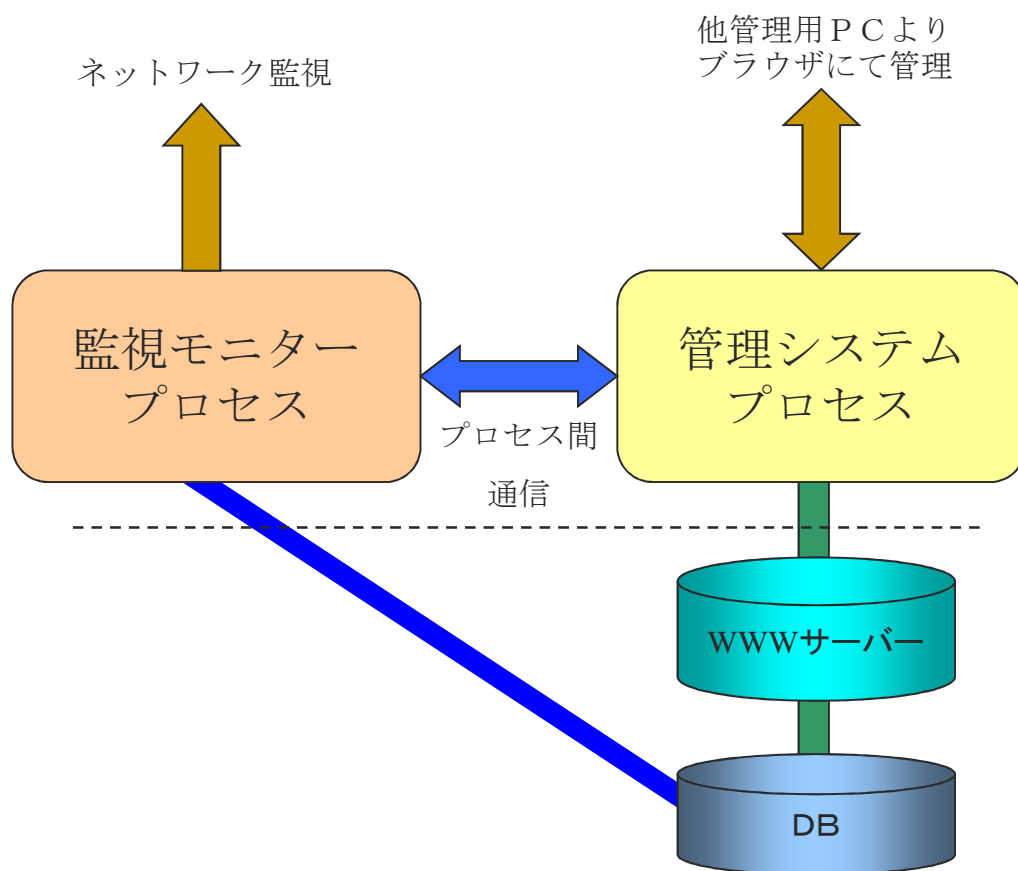 ネットワーク監視
他管理用ＰＣより
ブラウザにて管理
監視モニター
プロセス
管理システム
プロセス
プロセス間
通信
WWWサーバー
ＤＢ